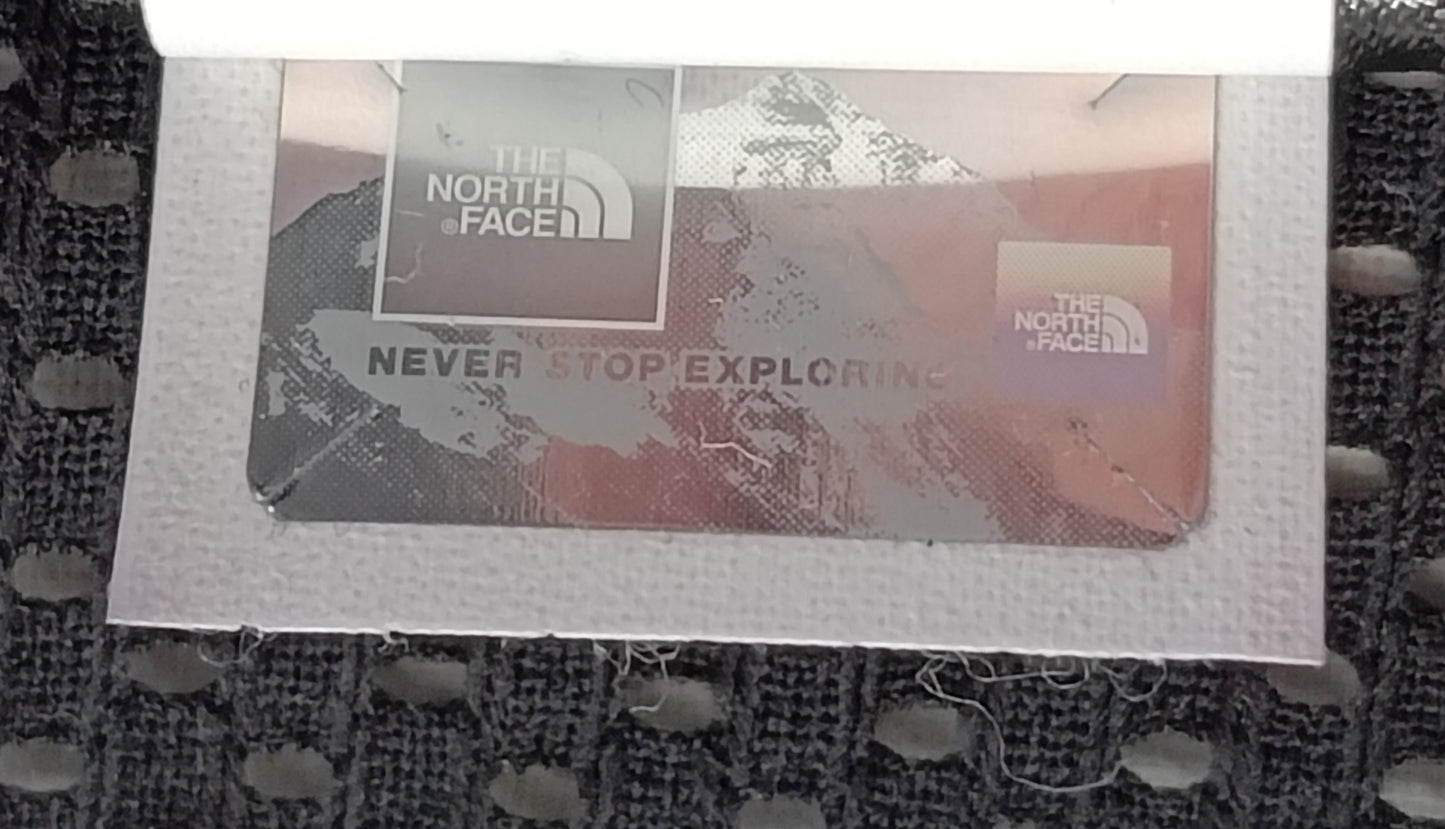 THE
NORTH
®FACE
NEVER STOP EXPLORING
THE
NORTH
®FACE